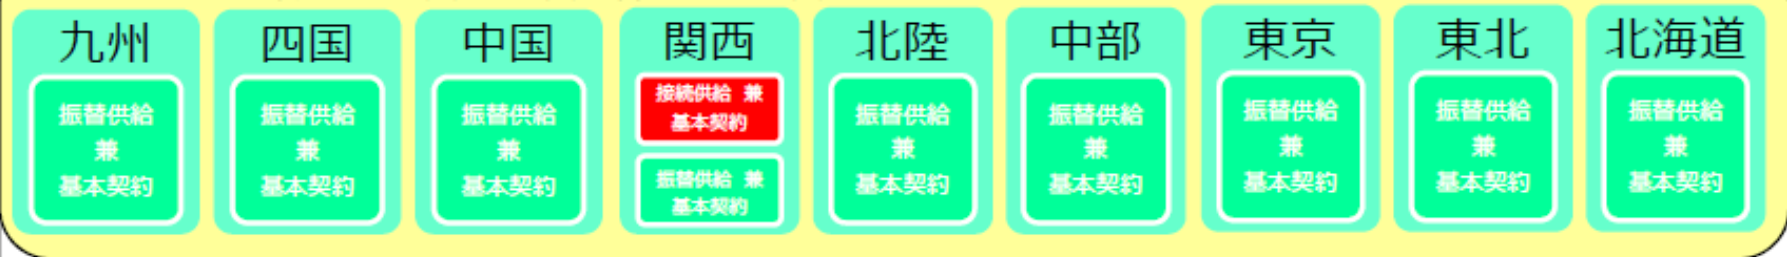 九州
振替供給
兼
基本契約
四国
振替供給
兼
基本契約
中国
振替供給
兼
基本契約
関西
接続供給 兼
基本契約
振替供給 兼
基本契約
北陸
振替供給
兼
基本契約
中部
振替供給
兼
基本契約
東京
振替供給
兼
基本契約
東北
振替供給
兼
基本契約
北海道
振替供給
兼
基本契約